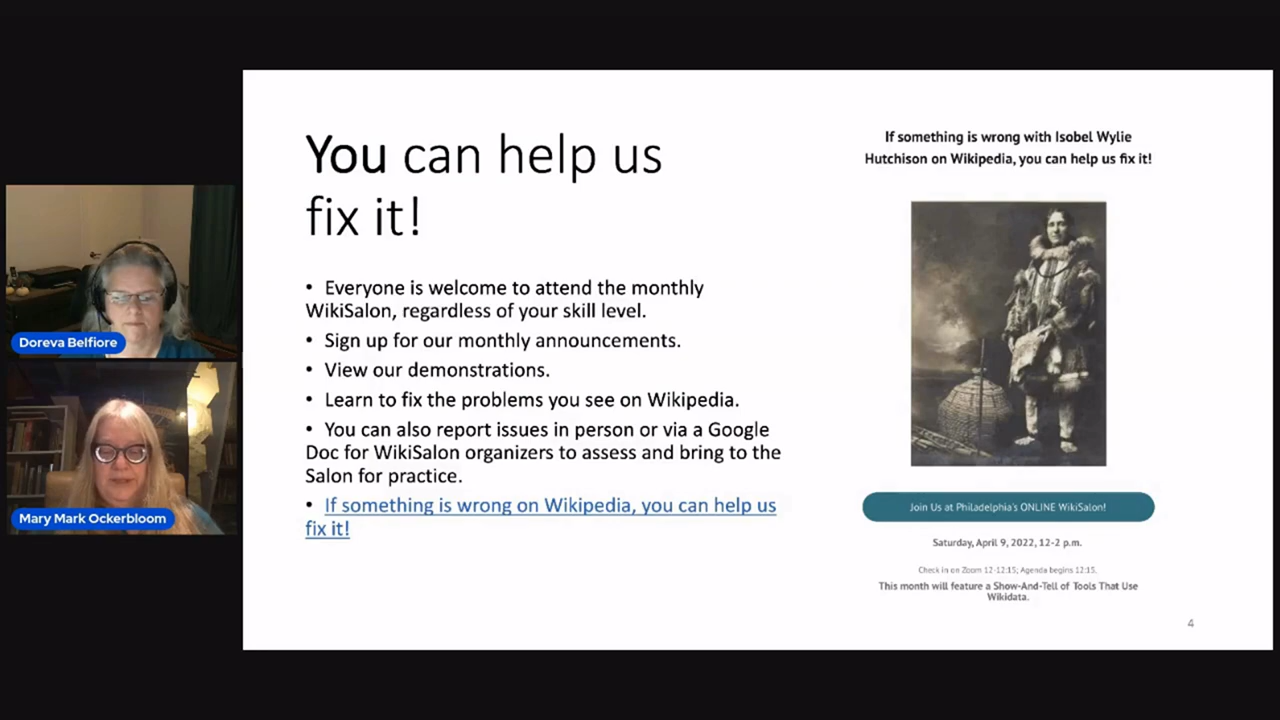 You can help us
fix it!
• Everyone is welcome to attend the monthly
WikiSalon, regardless of your skill level.
• Sign up for our monthly announcements.
• View our demonstrations.
• Learn to fix the problems you see on Wikipedia.
• You can also report issues in person or via a Google
Doc for WikiSalon organizers to assess and bring to the
Salon for practice.
• If something is wrong on Wikipedia, you can help us
fix it!
If something is wrong with Isobel Wylie
Hutchison on Wikipedia, you can help us fix it!
Join Us at Philadelphia's ONLINE WikiSalon!
Saturday, April 9, 2022, 12-2 p.m.
Check in on Zoom 12-12:15; Agenda begins 12:15.
This month will feature a Show-And-Tell of Tools That Use
Wikidata.
4
Doreva Belfiore
Mary Mark Ockerbloom